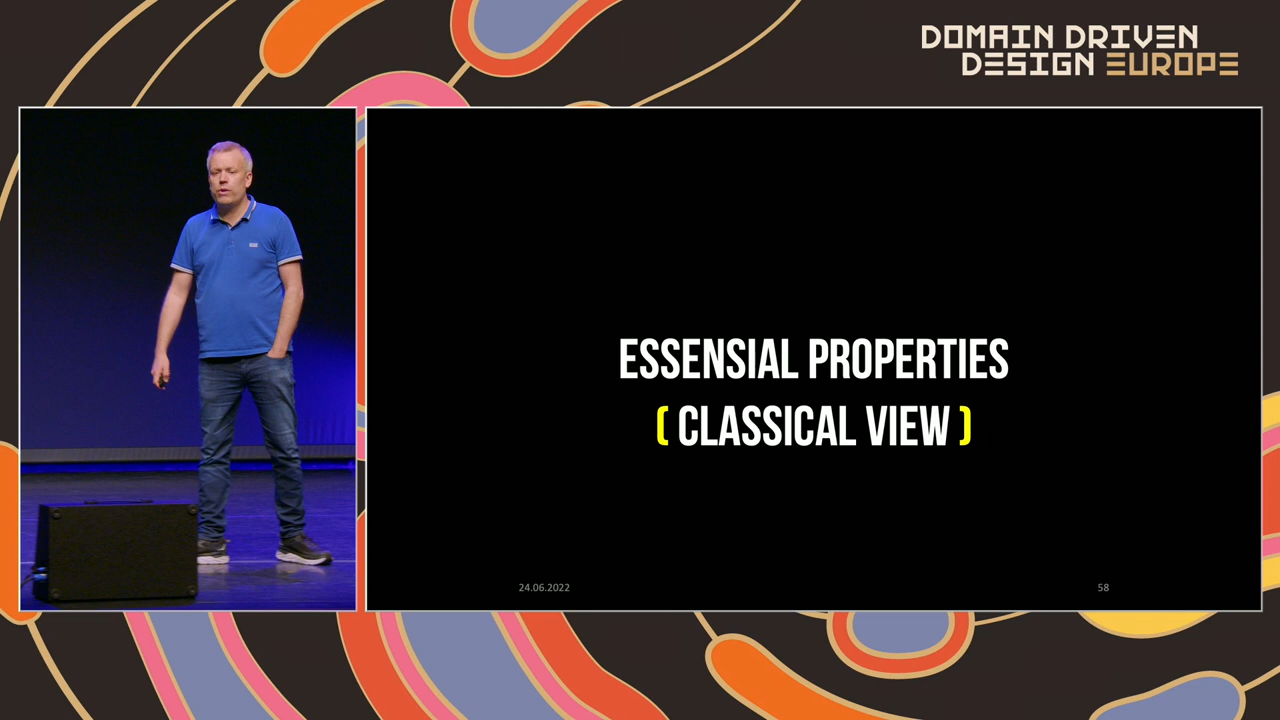 DOMAIN DRIVEN
DESIGN EUROPE
ESSENSIAL PROPERTIES
( CLASSICAL VIEW )
24.06.2022
58